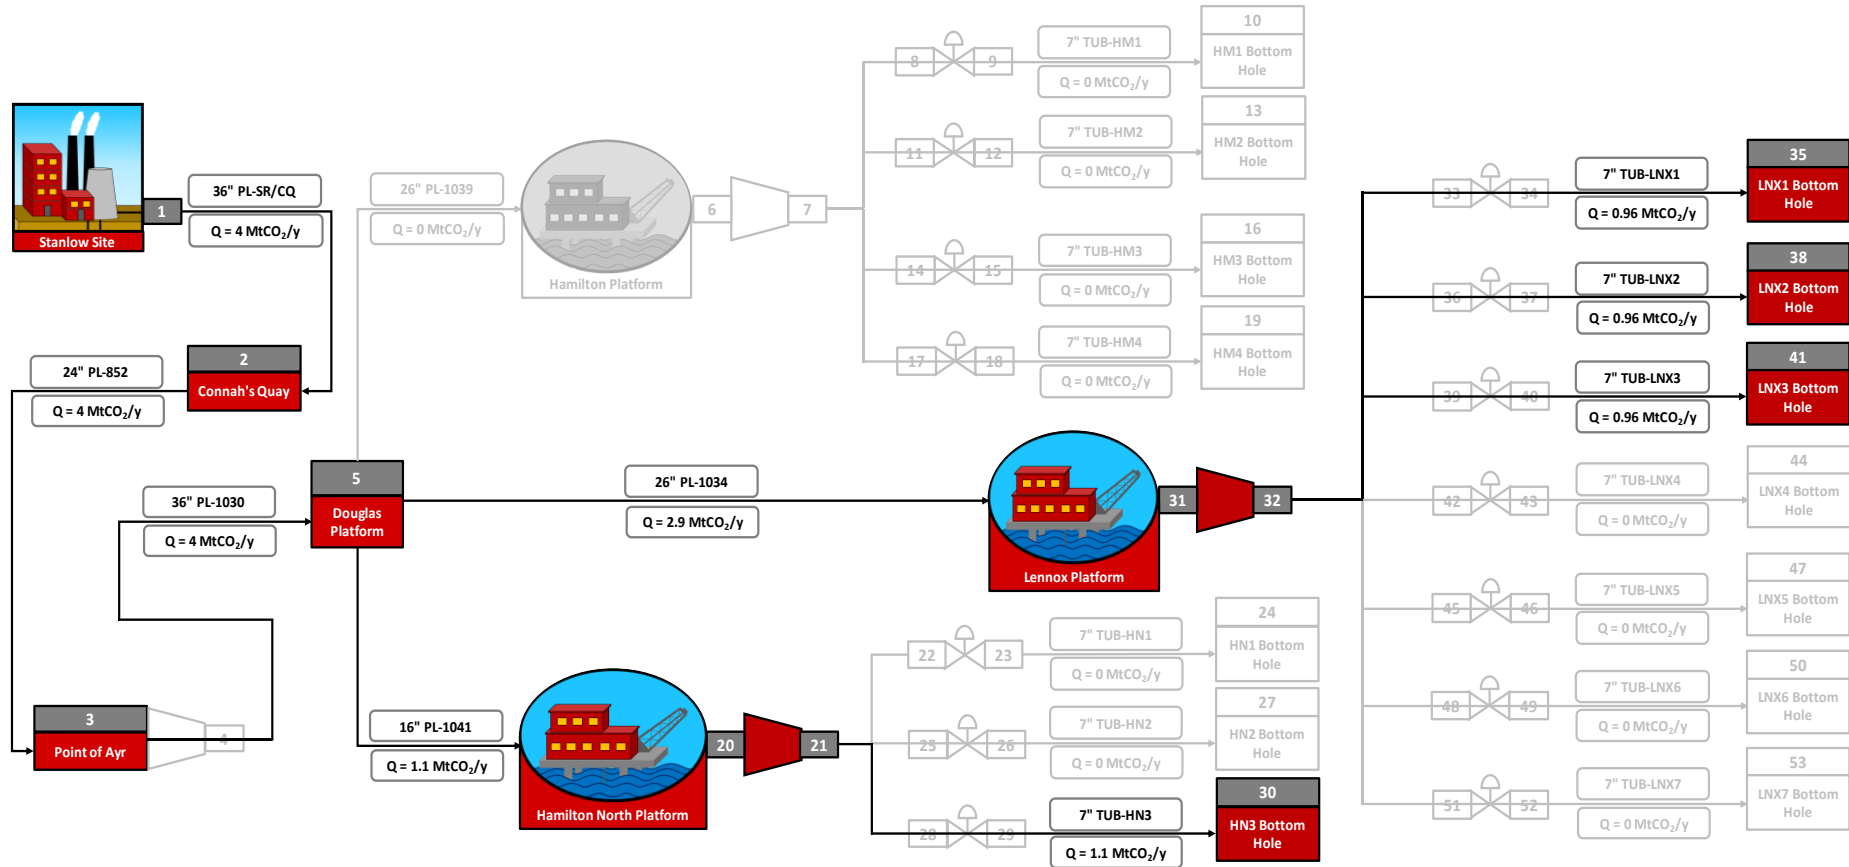 1
Stanlow Site
36" PL-SR/CQ
Q = 4 MtCO₂/y
2
Connah's Quay
24" PL-852
Q = 4 MtCO₂/y
3
Point of Ayr
4
36" PL-1030
Q = 4 MtCO₂/y
5
Douglas
Platform
26" PL-1039
Q = 0 MtCO₂/y
Hamilton Platform
6
7
8
9
7" TUB-HM1
Q = 0 MtCO₂/y
10
HM1 Bottom
Hole
11
12
7" TUB-HM2
Q = 0 MtCO₂/y
13
HM2 Bottom
Hole
14
15
7" TUB-HM3
Q = 0 MtCO₂/y
16
HM3 Bottom
Hole
17
18
7" TUB-HM4
Q = 0 MtCO₂/y
19
HM4 Bottom
Hole
26" PL-1034
Q = 2.9 MtCO₂/y
Lennox Platform
31
32
16" PL-1041
Q = 1.1 MtCO₂/y
Hamilton North Platform
20
21
22
23
7" TUB-HN1
Q = 0 MtCO₂/y
24
HN1 Bottom
Hole
25
26
7" TUB-HN2
Q = 0 MtCO₂/y
27
HN2 Bottom
Hole
28
29
7" TUB-HN3
Q = 1.1 MtCO₂/y
30
HN3 Bottom
Hole
33
34
7" TUB-LNX1
Q = 0.96 MtCO₂/y
35
LNX1 Bottom
Hole
36
37
7" TUB-LNX2
Q = 0.96 MtCO₂/y
38
LNX2 Bottom
Hole
39
40
7" TUB-LNX3
Q = 0.96 MtCO₂/y
41
LNX3 Bottom
Hole
42
43
7" TUB-LNX4
Q = 0 MtCO₂/y
44
LNX4 Bottom
Hole
45
46
7" TUB-LNX5
Q = 0 MtCO₂/y
47
LNX5 Bottom
Hole
48
49
7" TUB-LNX6
Q = 0 MtCO₂/y
50
LNX6 Bottom
Hole
51
52
7" TUB-LNX7
Q = 0 MtCO₂/y
53
LNX7 Bottom
Hole